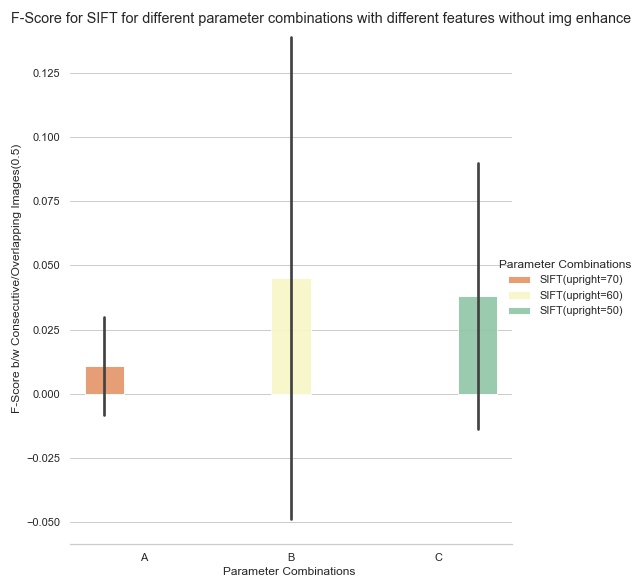 F-Score for SIFT for different parameter combinations with different features without img enhance
F-Score b/w Consecutive/Overlapping Images(0.5)
0.125
0.100
0.075
0.050
0.025
0.000
−0.025
−0.050
A B C
Parameter Combinations
Parameter Combinations
SIFT(upright=70)
SIFT(upright=60)
SIFT(upright=50)